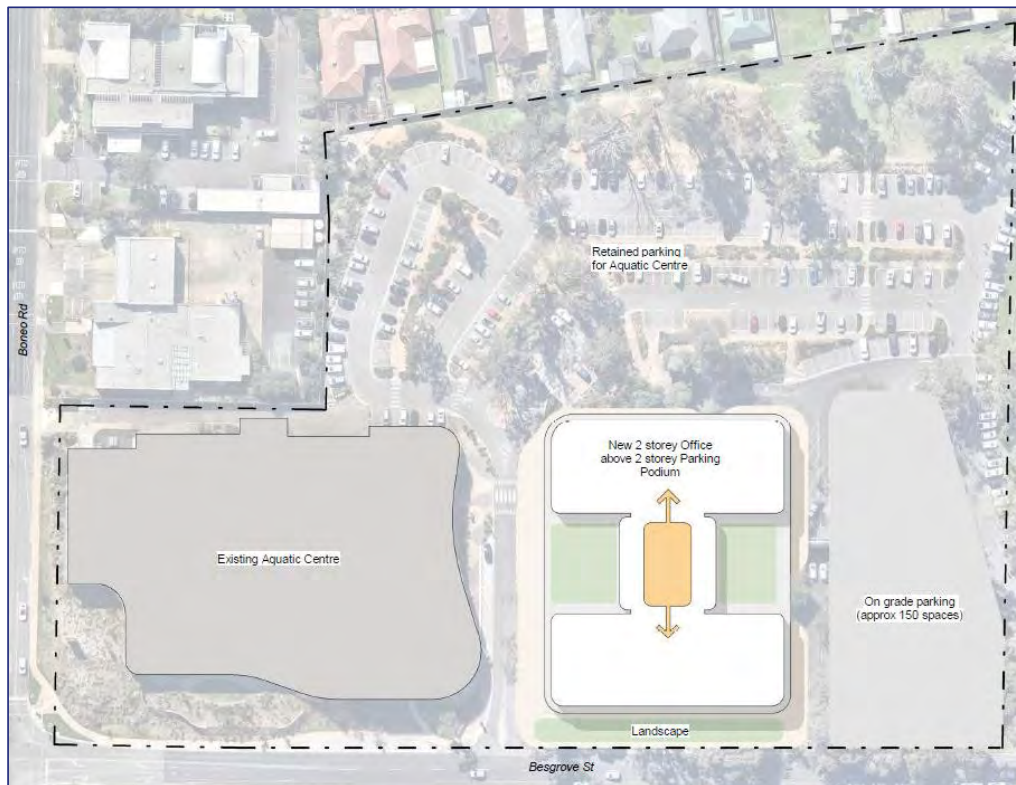 Retained parking
for Aquatic Centre
Boneo Rd
New 2 storey Office
above 2 storey Parking
Podium
Existing Aquatic Centre
On grade parking
(approx 150 spaces)
Landscape
Besgrove St